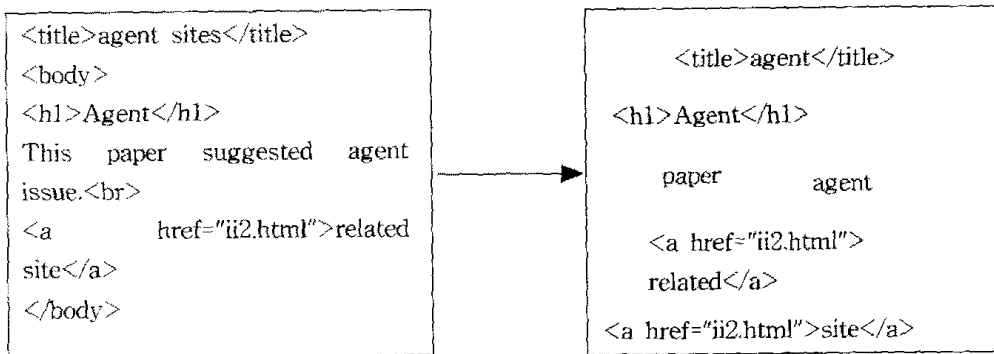 <title>agent sites</title>
<body>
<h1>Agent</h1>
This paper suggested agent
issue.<br>
<a href="ii2.html">related
site</a>
</body>
<title>agent</title>
<h1>Agent</h1>
paper agent
<a href="ii2.html">
related</a>
<a href="ii2.html">site</a>